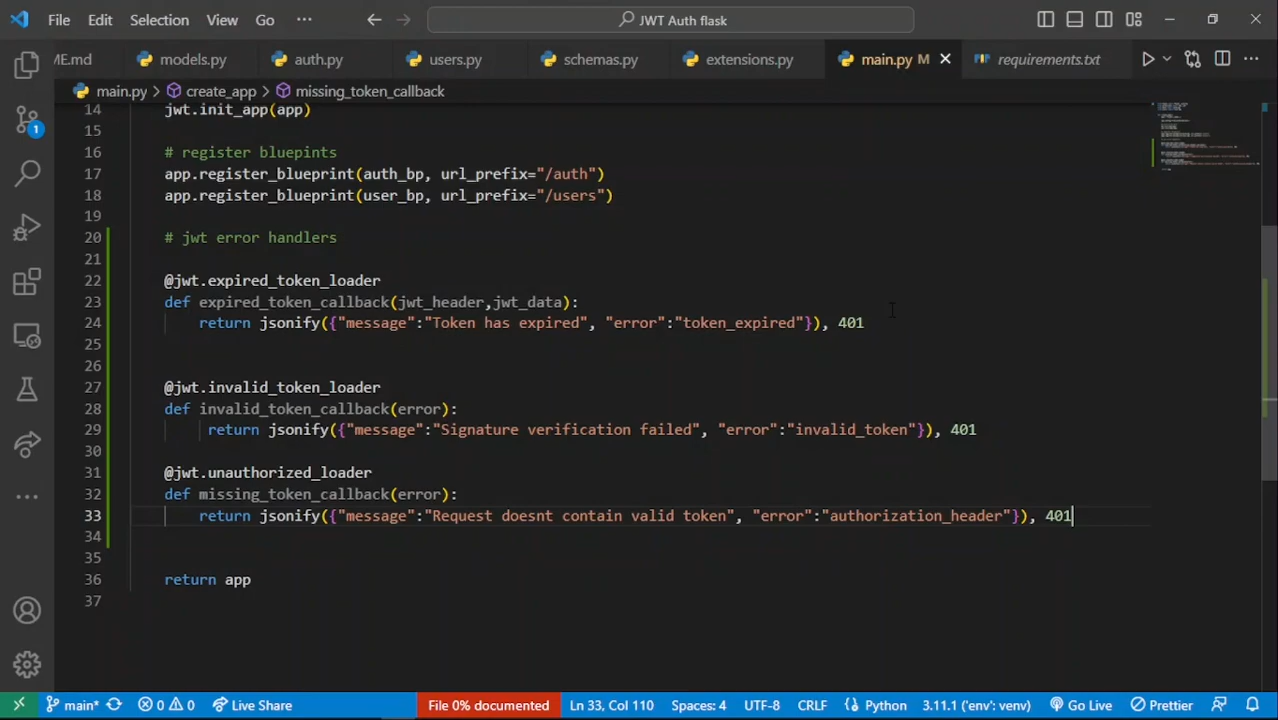 File Edit Selection View Go ··· JWT Auth flask
ME.md models.py auth.py users.py schemas.py extensions.py main.py M requirements.txt
main.py > create_app > missing_token_callback
14 jwt.init_app(app)
15
16 # register bluepints
17 app.register_blueprint(auth_bp, url_prefix="/auth")
18 app.register_blueprint(user_bp, url_prefix="/users")
19
20 # jwt error handlers
21
22 @jwt.expired_token_loader
23 def expired_token_callback(jwt_header,jwt_data):
24 return jsonify({"message":"Token has expired", "error":"token_expired"}), 401
25
26
27 @jwt.invalid_token_loader
28 def invalid_token_callback(error):
29 return jsonify({"message":"Signature verification failed", "error":"invalid_token"}), 401
30
31 @jwt.unauthorized_loader
32 def missing_token_callback(error):
33 return jsonify({"message":"Request doesnt contain valid token", "error":"authorization_header"}), 401
34
35
36 return app
37
1
main* 0 0 Live Share File 0% documented Ln 33, Col 110 Spaces: 4 UTF-8 CRLF Python 3.11.1 ('env': venv) Go Live Prettier